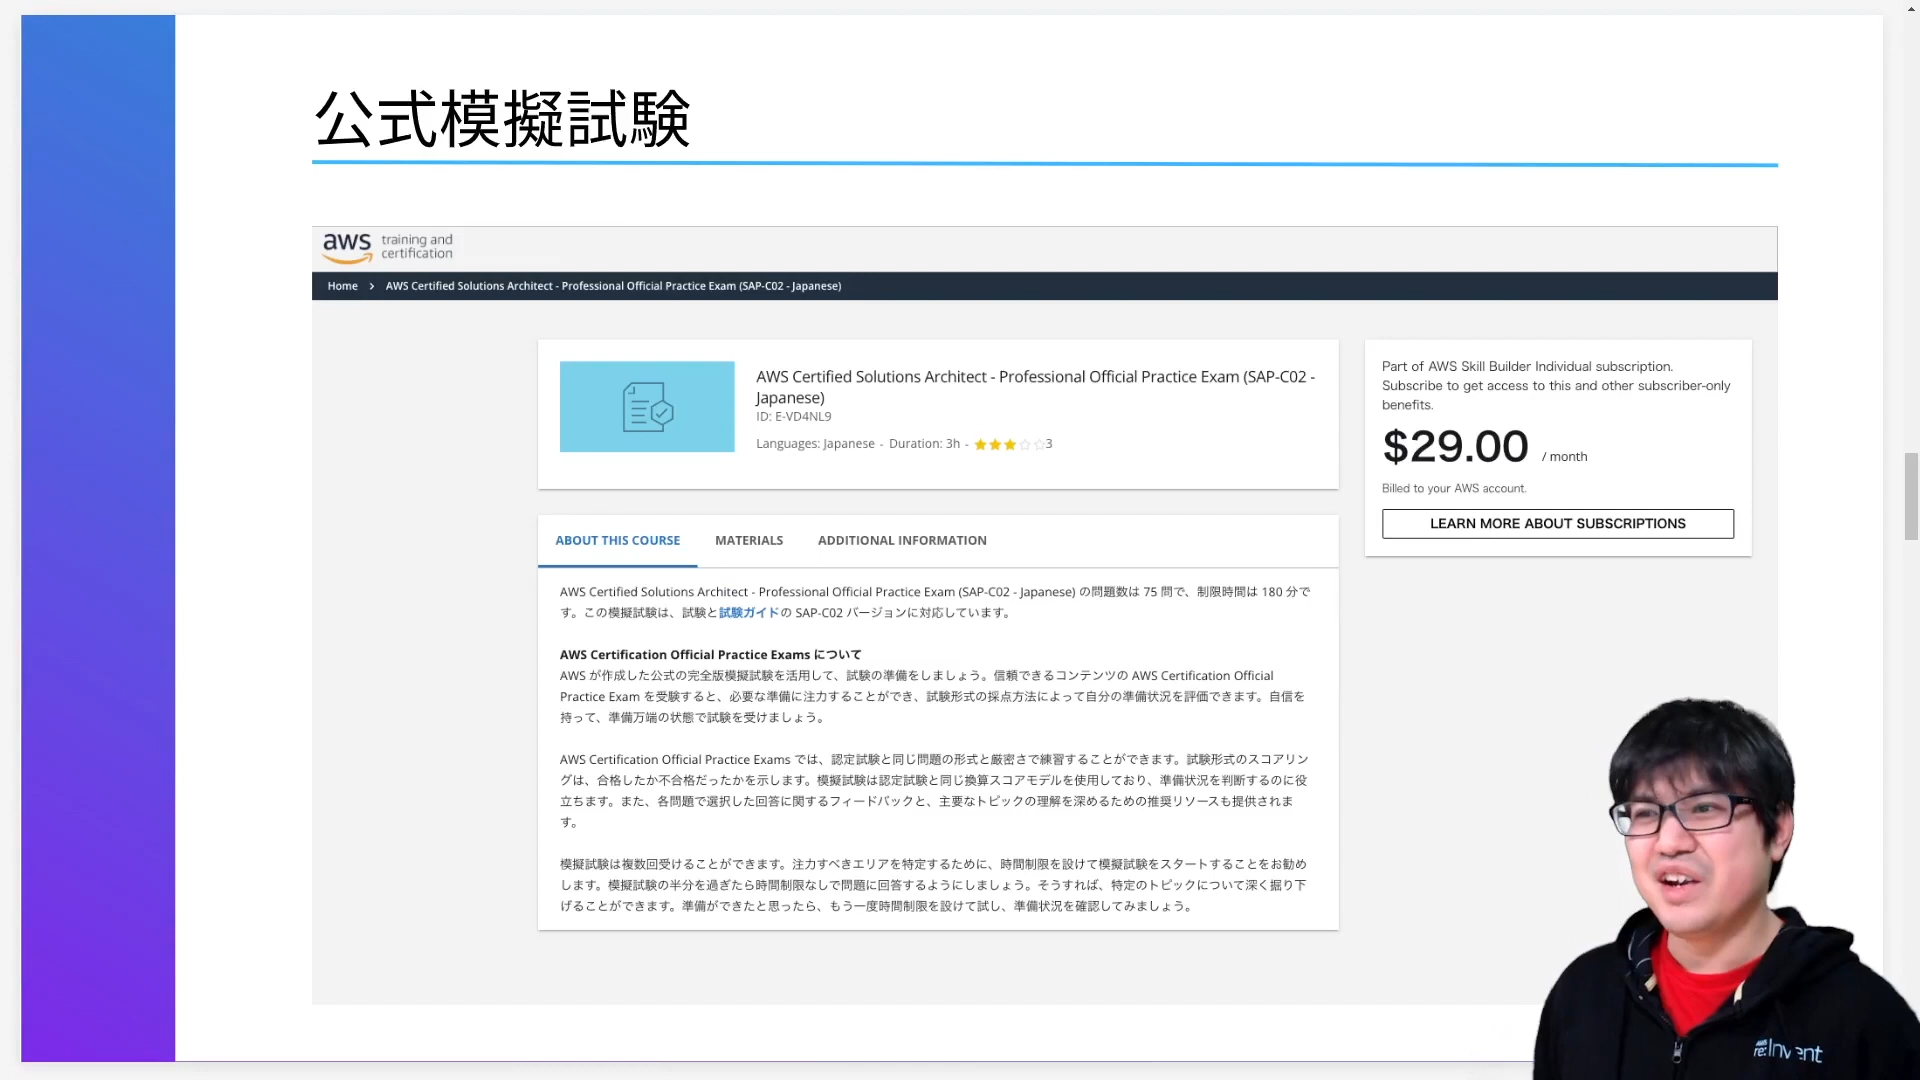 公式模擬試験
aws training and certification
Home > AWS Certified Solutions Architect - Professional Official Practice Exam (SAP-C02 - Japanese)
AWS Certified Solutions Architect - Professional Official Practice Exam (SAP-C02 -
Japanese)
ID: E-VD4NL9
Languages: Japanese - Duration: 3h - ★★★☆☆3
Part of AWS Skill Builder Individual subscription.
Subscribe to get access to this and other subscriber-only
benefits.
$29.00 / month
Billed to your AWS account.
LEARN MORE ABOUT SUBSCRIPTIONS
ABOUT THIS COURSE MATERIALS ADDITIONAL INFORMATION
AWS Certified Solutions Architect - Professional Official Practice Exam (SAP-C02 - Japanese) の問題数は 75 問で、制限時間は 180 分で
す。この模擬試験は、試験と試験ガイドの SAP-C02 バージョンに対応しています。
AWS Certification Official Practice Exams について
AWS が作成した公式の完全版模擬試験を活用して、試験の準備をしましょう。信頼できるコンテンツの AWS Certification Official
Practice Exam を受験すると、必要な準備に注力することができ、試験形式の採点方法によって自分の準備状況を評価できます。自信を
持って、準備万端の状態で試験を受けましょう。
AWS Certification Official Practice Exams では、認定試験と同じ問題の形式と厳密さで練習することができます。試験形式のスコアリン
グは、合格したか不合格だったかを示します。模擬試験は認定試験と同じ換算スコアモデルを使用しており、準備状況を判断するのに役
立ちます。また、各問題で選択した回答に関するフィードバックと、主要なトピックの理解を深めるための推奨リソースも提供されま
す。
模擬試験は複数回受けることができます。注力すべきエリアを特定するために、時間制限を設けて模擬試験をスタートすることをお勧め
します。模擬試験の半分を過ぎたら時間制限なしで問題に回答するようにしましょう。そうすれば、特定のトピックについて深く掘り下
げることができます。準備ができたと思ったら、もう一度時間制限を設けて試し、準備状況を確認してみましょう。
aws
re:Invent